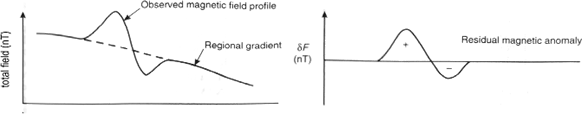 Observed magnetic field profile
Regional gradient
total field (nT)
δF
(nT)
+
−
Residual magnetic anomaly